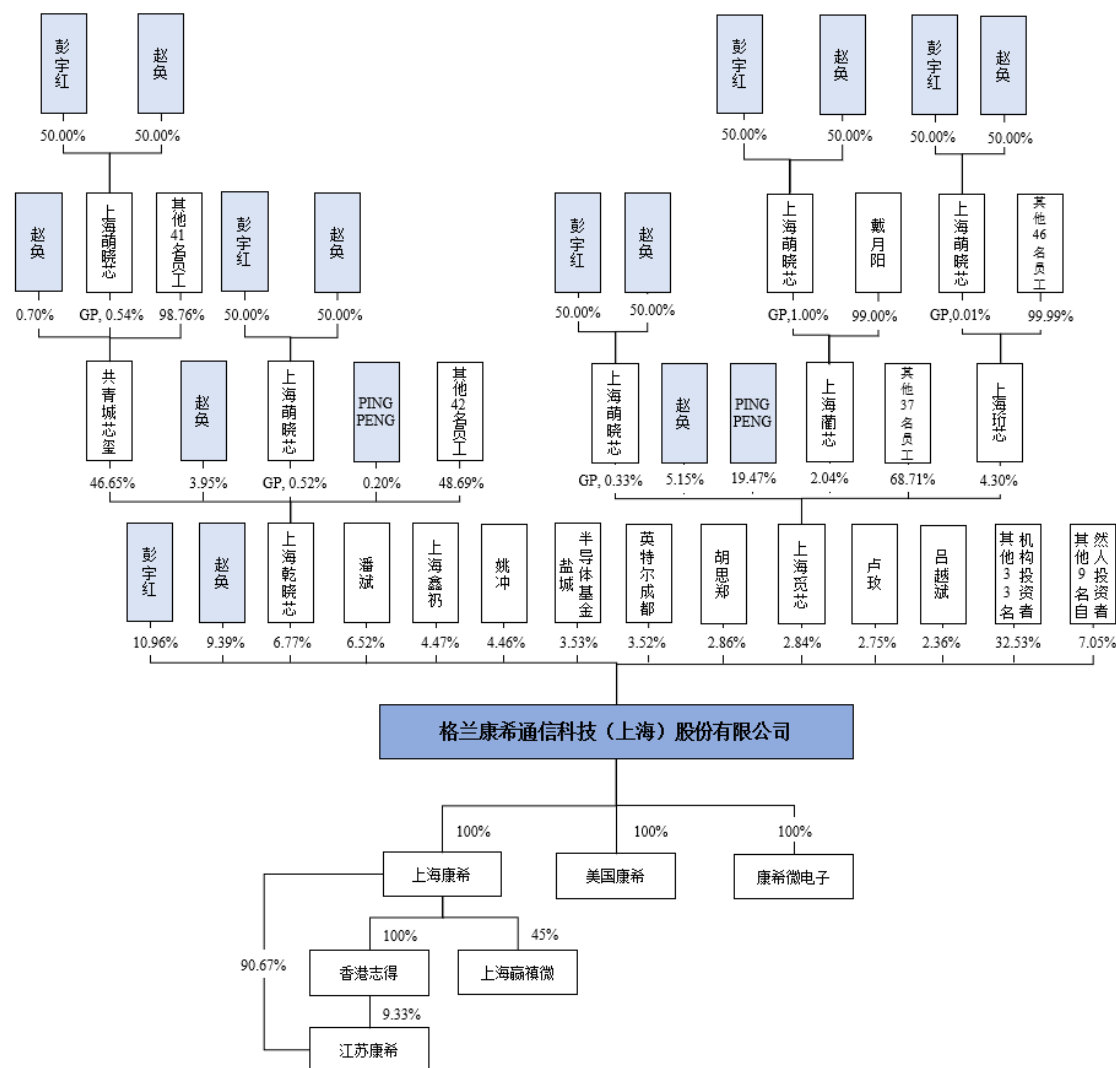 彭宇红
赵奂
彭宇红
赵奂
彭宇红
赵奂
50.00%
50.00%
50.00%
50.00%
50.00%
50.00%
赵奂
上海萌晓芯
其他41名员工
彭宇红
赵奂
彭宇红
赵奂
上海萌晓芯
戴月阳
上海萌晓芯
其他46名员工
0.70%
GP, 0.54%
98.76%
50.00%
50.00%
50.00%
50.00%
GP,1.00%
99.00%
GP,0.01%
99.99%
共青城芯玺
赵奂
上海萌晓芯
PING PENG
其他42名员工
上海萌晓芯
赵奂
PING PENG
上海蔺芯
其他37名员工
上海珩芯
46.65%
3.95%
GP, 0.52%
0.20%
48.69%
GP, 0.33%
5.15%
19.47%
2.04%
68.71%
4.30%
彭宇红
赵奂
上海乾晓芯
潘斌
上海鑫礽
姚冲
盐城半导体基金
英特尔成都
胡思郑
上海觅芯
卢玫
吕越斌
其他33名机构投资者
其他9名自然人投资者
10.96%
9.39%
6.77%
6.52%
4.47%
4.46%
3.53%
3.52%
2.86%
2.84%
2.75%
2.36%
32.53%
7.05%
格兰康希通信科技（上海）股份有限公司
100%
100%
100%
上海康希
美国康希
康希微电子
100%
45%
90.67%
香港志得
上海赢禛微
9.33%
江苏康希